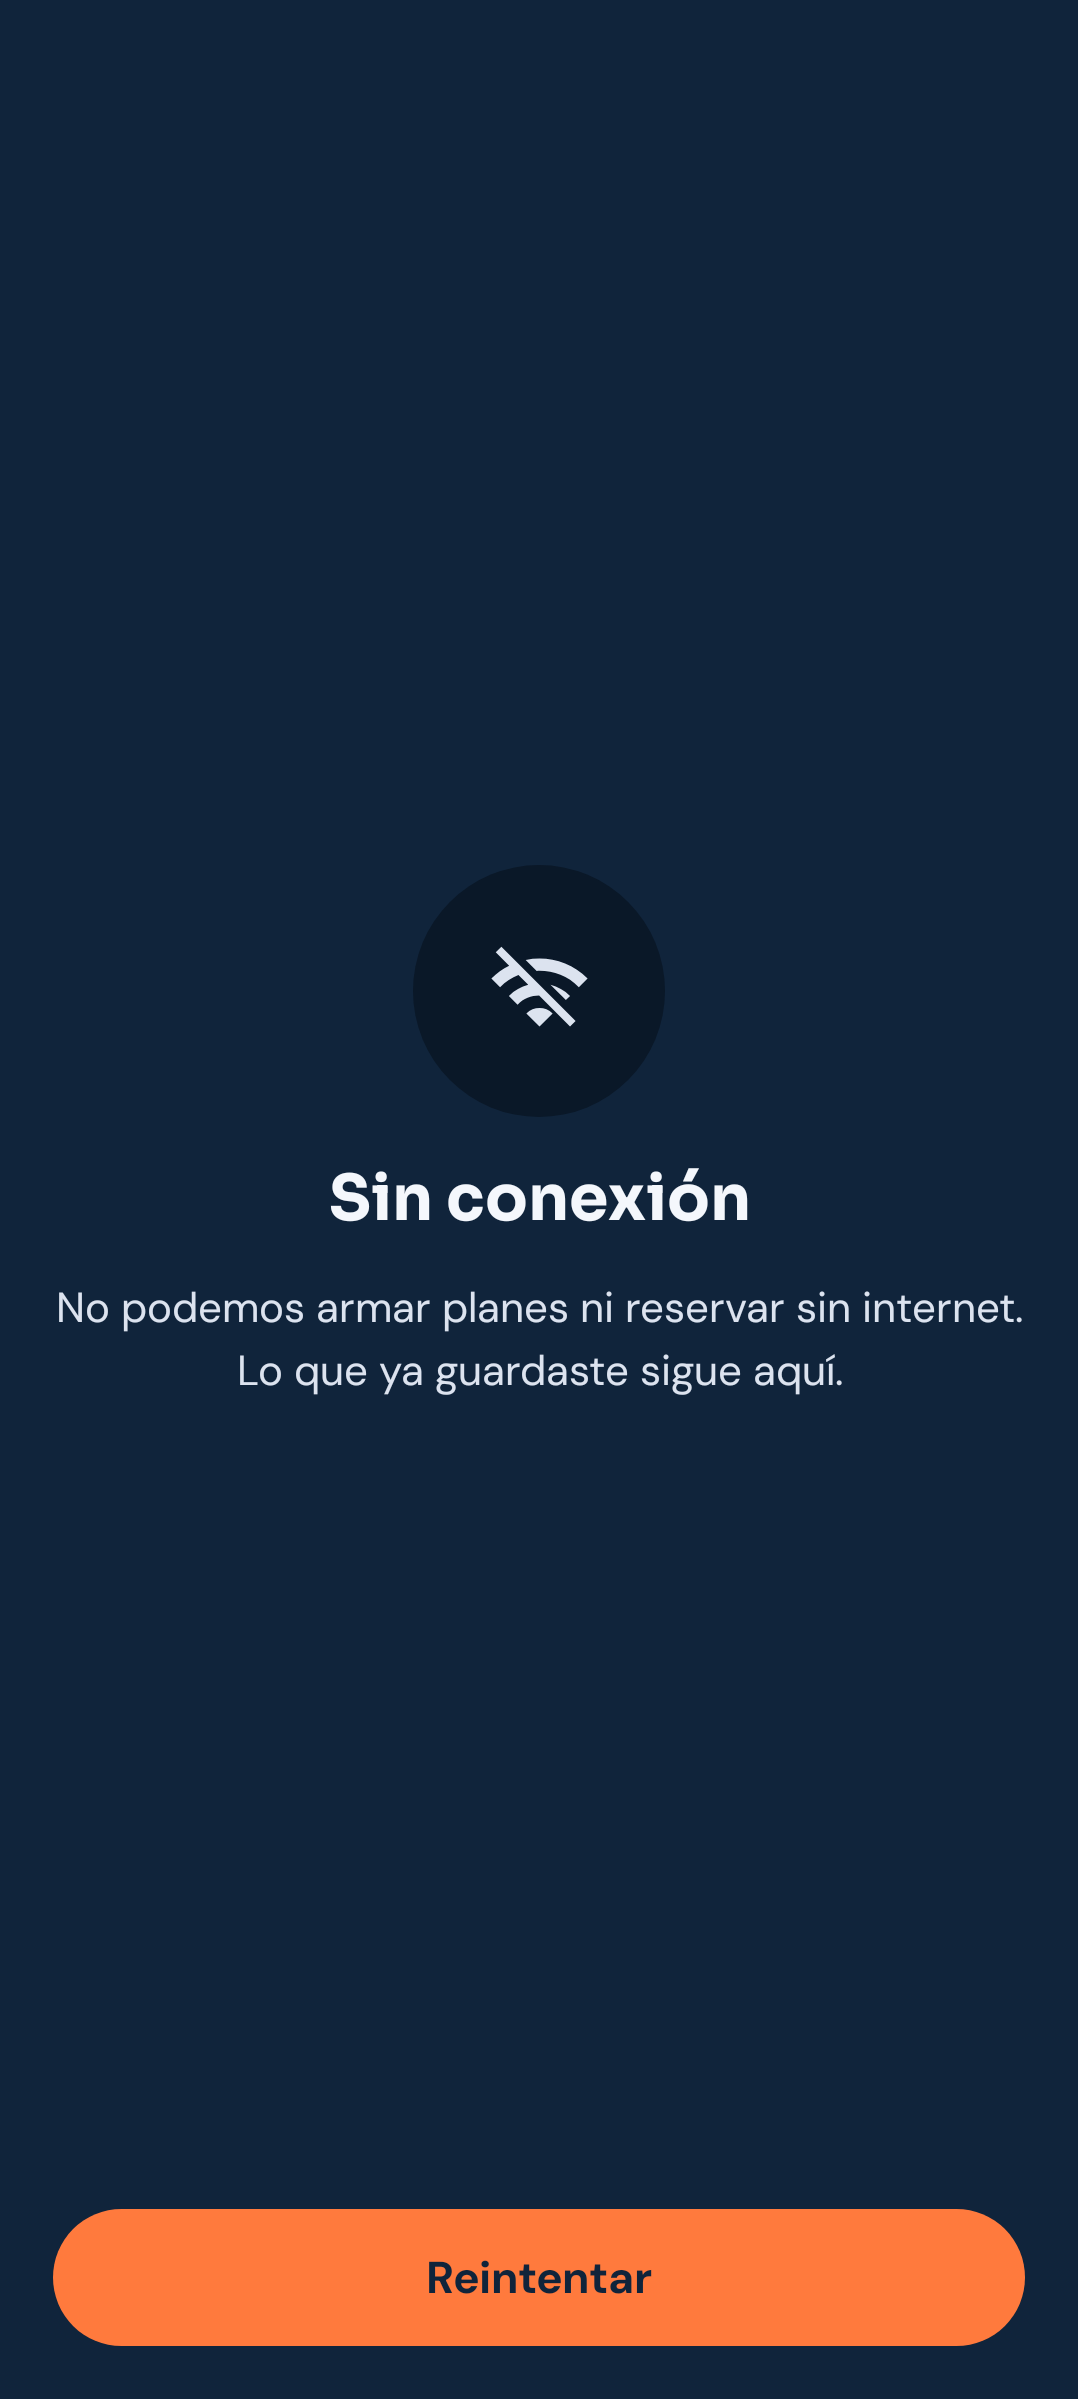 Sin conexión
No podemos armar planes ni reservar sin internet.
Lo que ya guardaste sigue aquí.
Reintentar